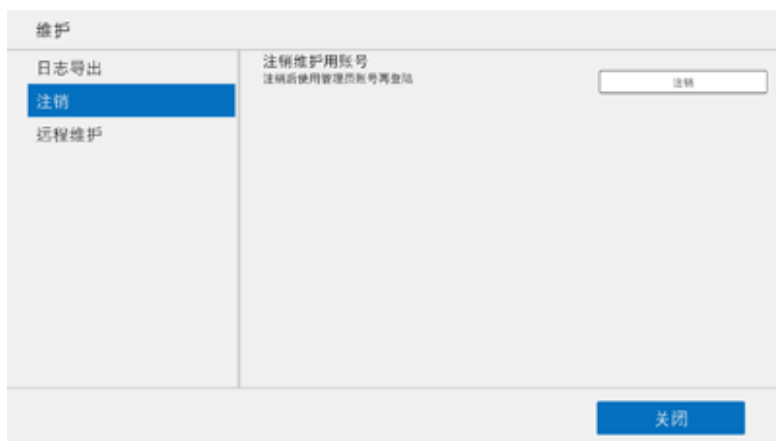 维护
日志导出
注销
远程维护
注销维护用账号
注销后使用管理员账号再登陆
注销
关闭